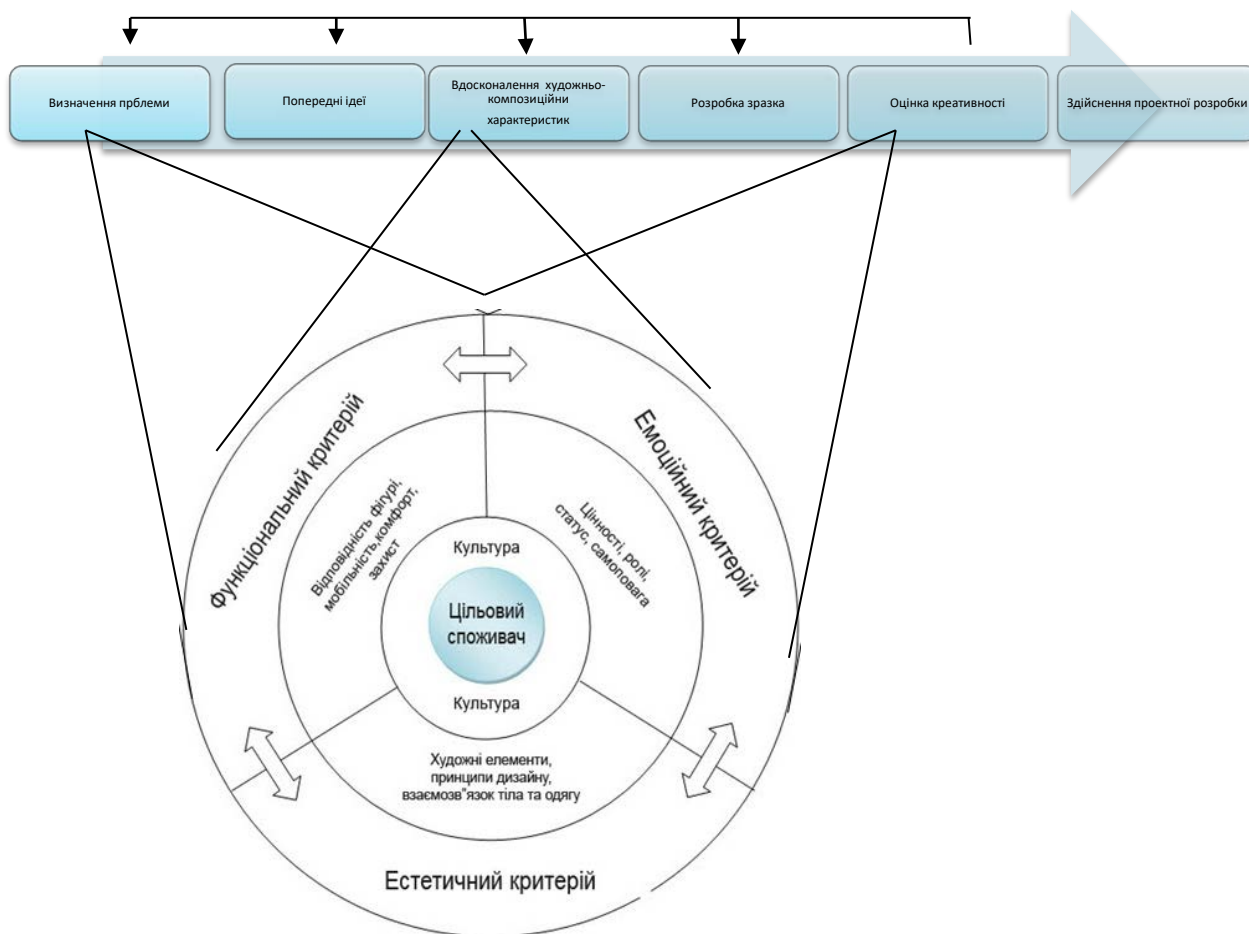 Визначення прблеми
Попередні ідеї
Вдосконалення художньо-
композиційни
характеристик
Розробка зразка
Оцінка креативності
Здійснення проектної розробки
Функціональний критерій
Емоційний критерій
Відповідність фігурі,
мобільність,комфорт,
захист
Цінності, ролі,
статус, самоповага
Культура
Цільовий
споживач
Культура
Художні елементи,
принципи дизайну,
взаємозв"язок тіла та одягу
Естетичний критерій